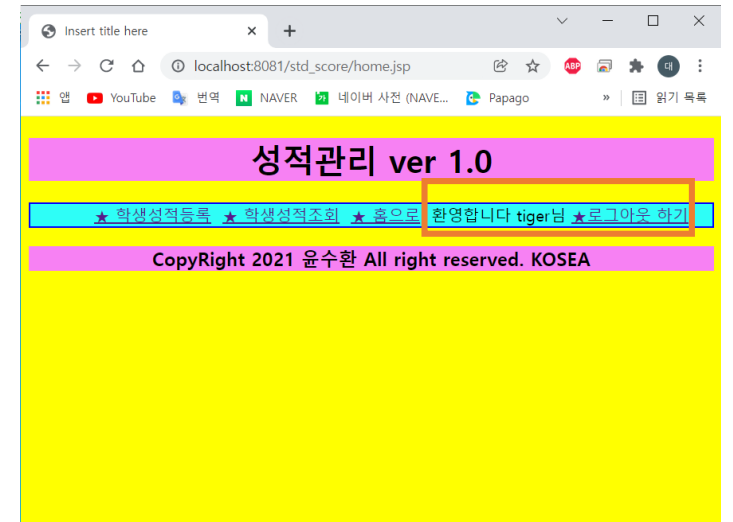 Insert title here
localhost:8081/std_score/home.jsp
ABP
대
앱 YouTube 번역 N NAVER 네이버 사전 (NAVE... Papago » 읽기 목록
성적관리 ver 1.0
★ 학생성적등록 ★ 학생성적조회 ★ 홈으로 환영합니다 tiger님 ★로그아웃 하기
CopyRight 2021 윤수환 All right reserved. KOSEA